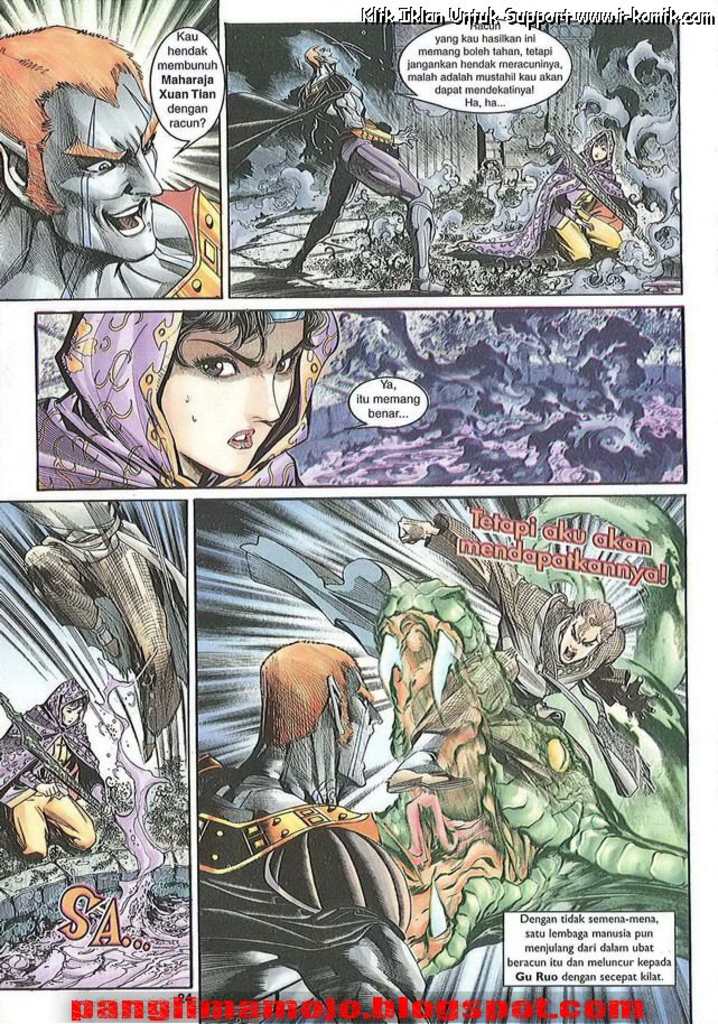 Klik Iklan Untuk Support www.i-komik.com
Kau
hendak
membunuh
Maharaja
Xuan Tian
dengan
racun?
Racun
yang kau hasilkan ini
memang boleh tahan, tetapi
jangankan hendak meracuninya,
malah adalah mustahil kau akan
dapat mendekatinya!
Ha, ha...
Ya,
itu memang
benar...
SA...
Tetapi aku akan
mendapatkannya!
Dengan tidak semena-mena,
satu lembaga manusia pun
menjulang dari dalam ubat
beracun itu dan meluncur kepada
Gu Ruo dengan secepat kilat.
panglimamojo.blogspot.com